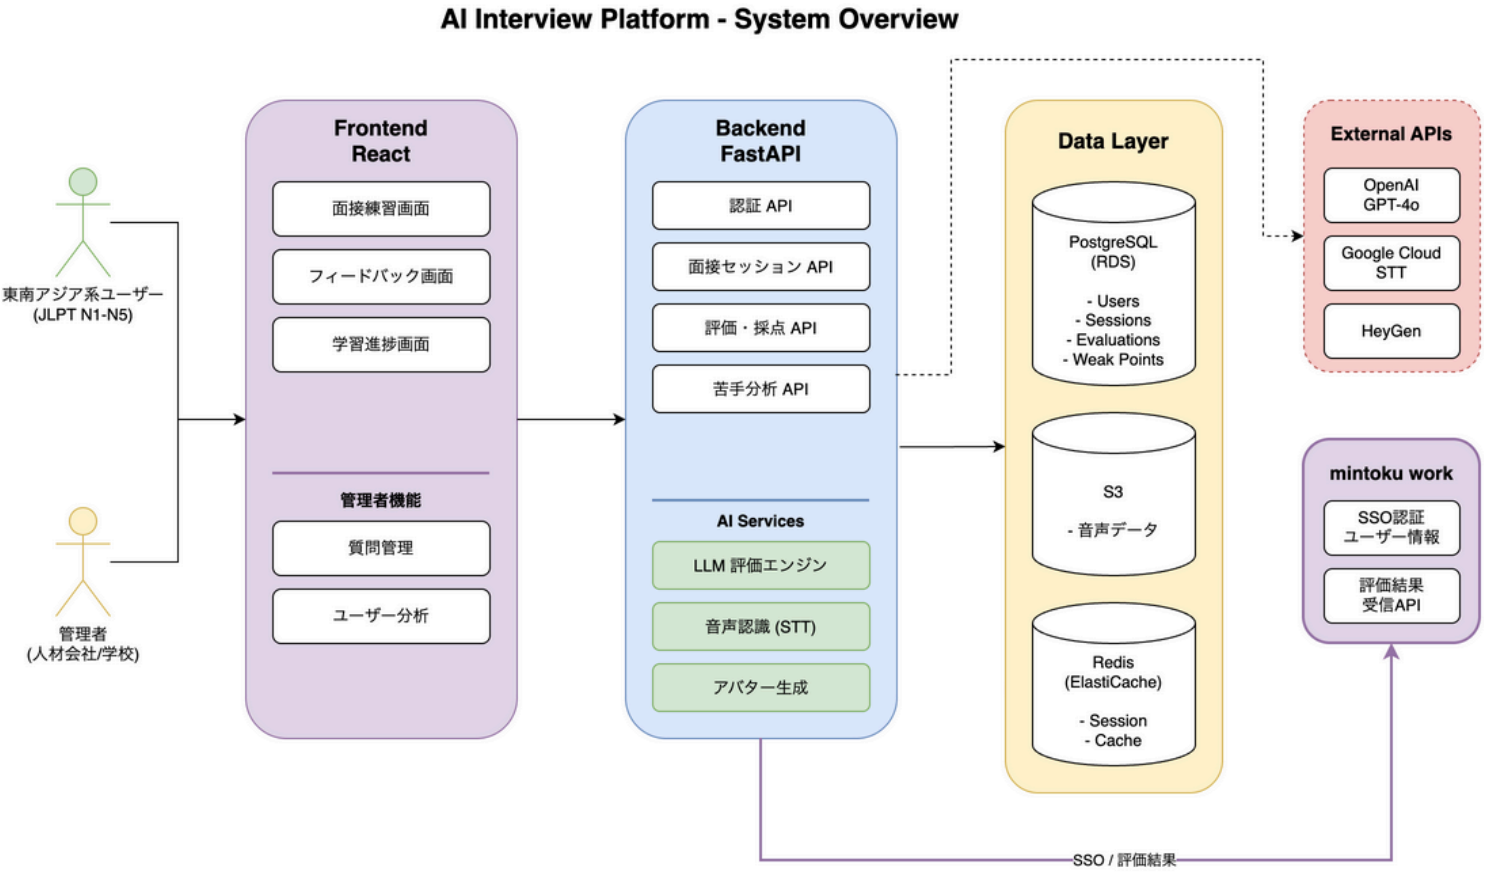 AI Interview Platform - System Overview
東南アジア系ユーザー
(JLPT N1-N5)
管理者
(人材会社/学校)
Frontend
React
面接練習画面
フィードバック画面
学習進捗画面
管理者機能
質問管理
ユーザー分析
Backend
FastAPI
認証 API
面接セッション API
評価・採点 API
苦手分析 API
AI Services
LLM 評価エンジン
音声認識 (STT)
アバター生成
Data Layer
PostgreSQL
(RDS)
- Users
- Sessions
- Evaluations
- Weak Points
S3
- 音声データ
Redis
(ElastiCache)
- Session
- Cache
External APIs
OpenAI
GPT-4o
Google Cloud
STT
HeyGen
mintoku work
SSO認証
ユーザー情報
評価結果
受信API
SSO / 評価結果